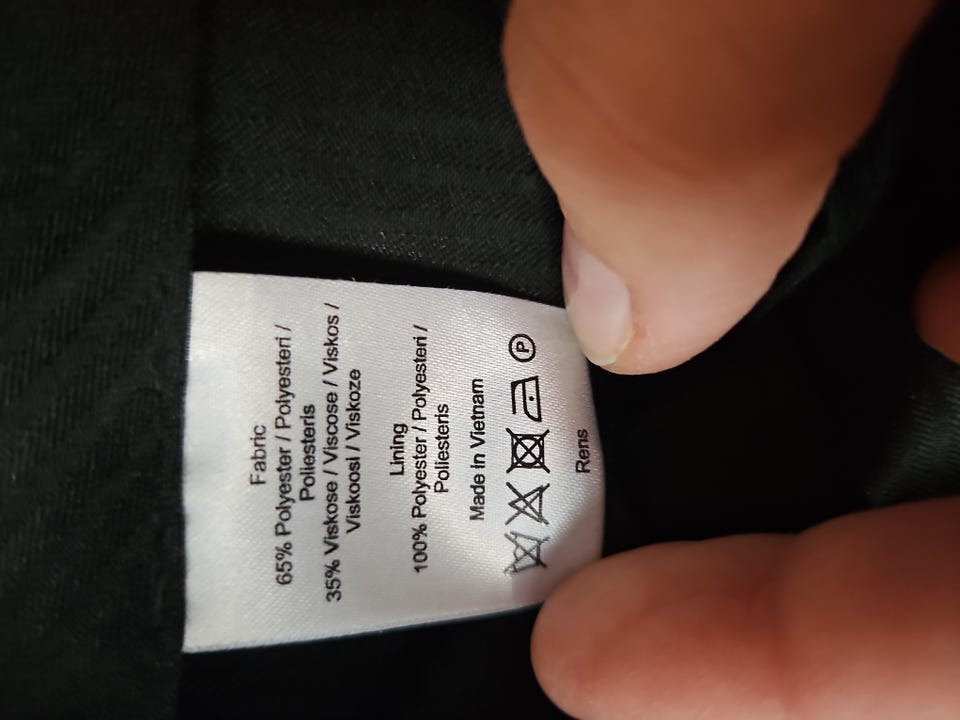 Fabric
65% Polyester / Polyesteri /
Poliesteris
35% Viskose / Viscose / Viskos /
Viskoosi / Viskoze
Lining
100% Polyester / Polyesteri /
Poliesteris
Made in Vietnam
P
Rens